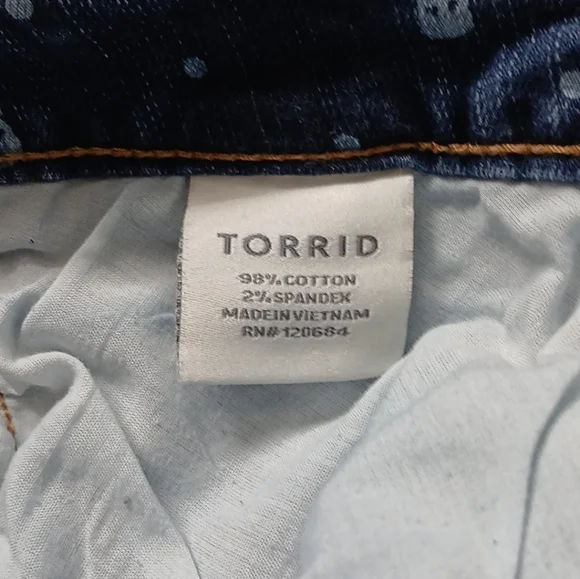 TORRID
98% COTTON
2% SPANDEX
MADE IN VIETNAM
RN# 120684